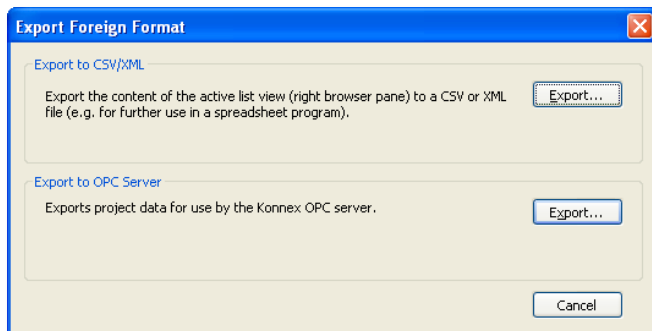 Export Foreign Format
Export to CSV/XML
Export the content of the active list view (right browser pane) to a CSV or XML
file (e.g. for further use in a spreadsheet program).
Export...
Export to OPC Server
Exports project data for use by the Konnex OPC server.
Export...
Cancel